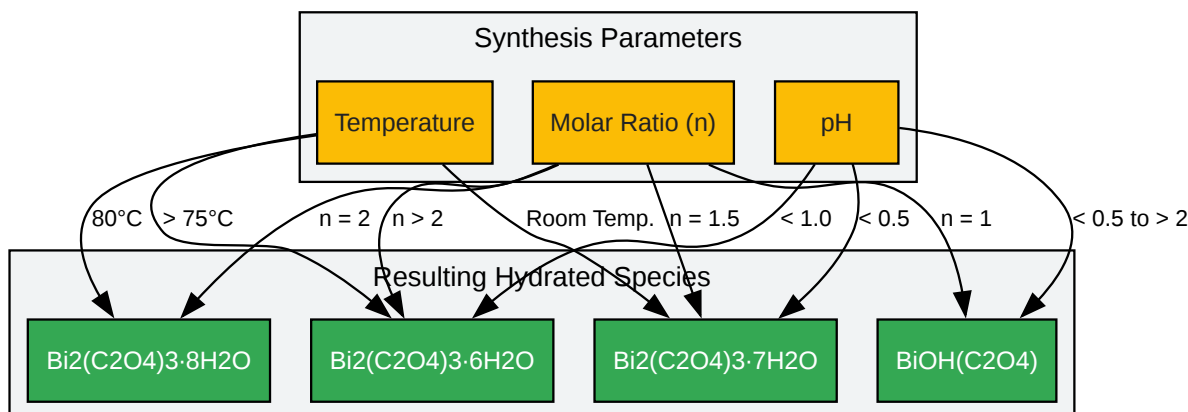 Synthesis Parameters
Temperature
Molar Ratio (n)
pH
80°C
> 75°C
n = 2
n > 2
Room Temp.
n = 1.5
< 1.0
< 0.5
n = 1
< 0.5 to > 2
Resulting Hydrated Species
Bi2(C2O4)3·8H2O
Bi2(C2O4)3·6H2O
Bi2(C2O4)3·7H2O
BiOH(C2O4)